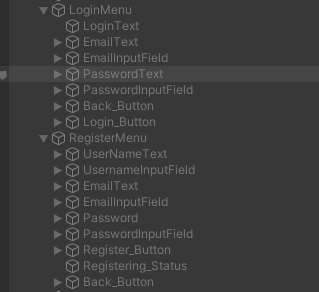 LoginMenu
LoginText
EmailText
EmailInputField
PasswordText
PasswordInputField
Back_Button
Login_Button
RegisterMenu
UserNameText
UsernameInputField
EmailText
EmailInputField
Password
PasswordInputField
Register_Button
Registering_Status
Back_Button